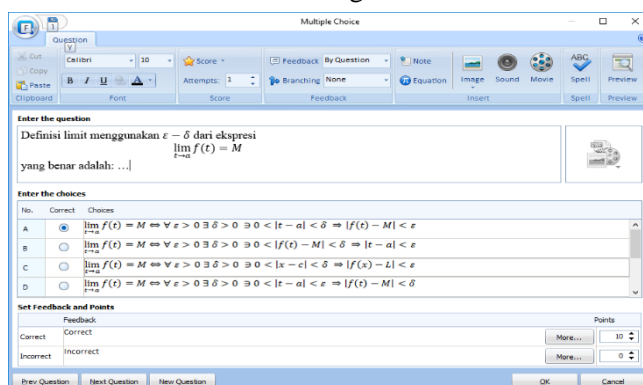 Multiple Choice
F
1
Question
Y
Cut
Copy
Paste
Clipboard
Calibri 10
B I U A
Font
Score
Attempts: 1
Score
Feedback By Question
Branching None
Feedback
Note
Equation
Image
Sound
Movie
Insert
ABC
Spell
Spell
Preview
Preview
Enter the question
Definisi limit menggunakan ε − δ dari ekspresi
lim f(t) = M
t→a
yang benar adalah: …
Enter the choices
No. Correct Choices
A lim f(t) = M ⇔ ∀ ε > 0 ∃ δ > 0 ∋ 0 < |t − a| < δ ⇒ |f(t) − M| < ε
t→a
B lim f(t) = M ⇔ ∀ ε > 0 ∃ δ > 0 ∋ 0 < |f(t) − M| < δ ⇒ |t − a| < ε
t→a
C lim f(t) = M ⇔ ∀ ε > 0 ∃ δ > 0 ∋ 0 < |x − c| < δ ⇒ |f(x) − L| < ε
t→a
D lim f(t) = M ⇔ ∀ ε > 0 ∃ δ > 0 ∋ 0 < |t − a| < ε ⇒ |f(t) − M| < δ
t→a
Set Feedback and Points
Feedback Points
Correct Correct More... 10
Incorrect Incorrect More... 0
Prev Question Next Question New Question OK Cancel